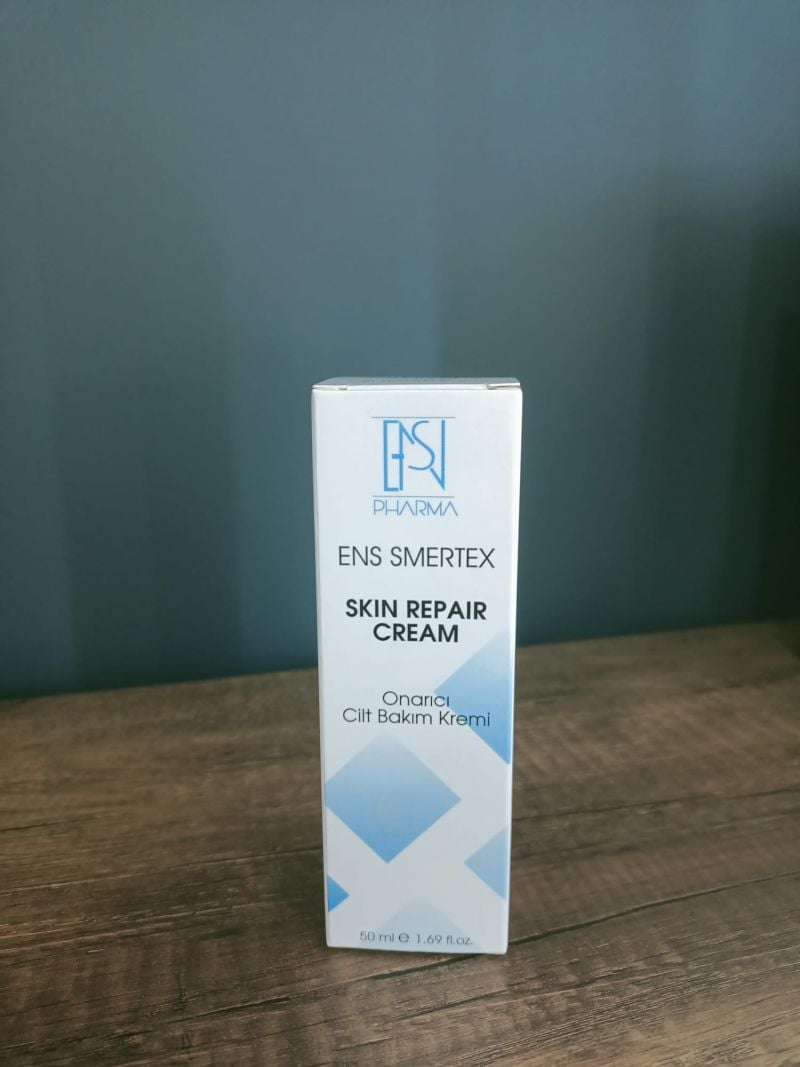 ENS
PHARMA
ENS SMERTEX
SKIN REPAIR
CREAM
Onarıcı
Cilt Bakım Kremi
50 ml ℮ 1.69 fl.oz.